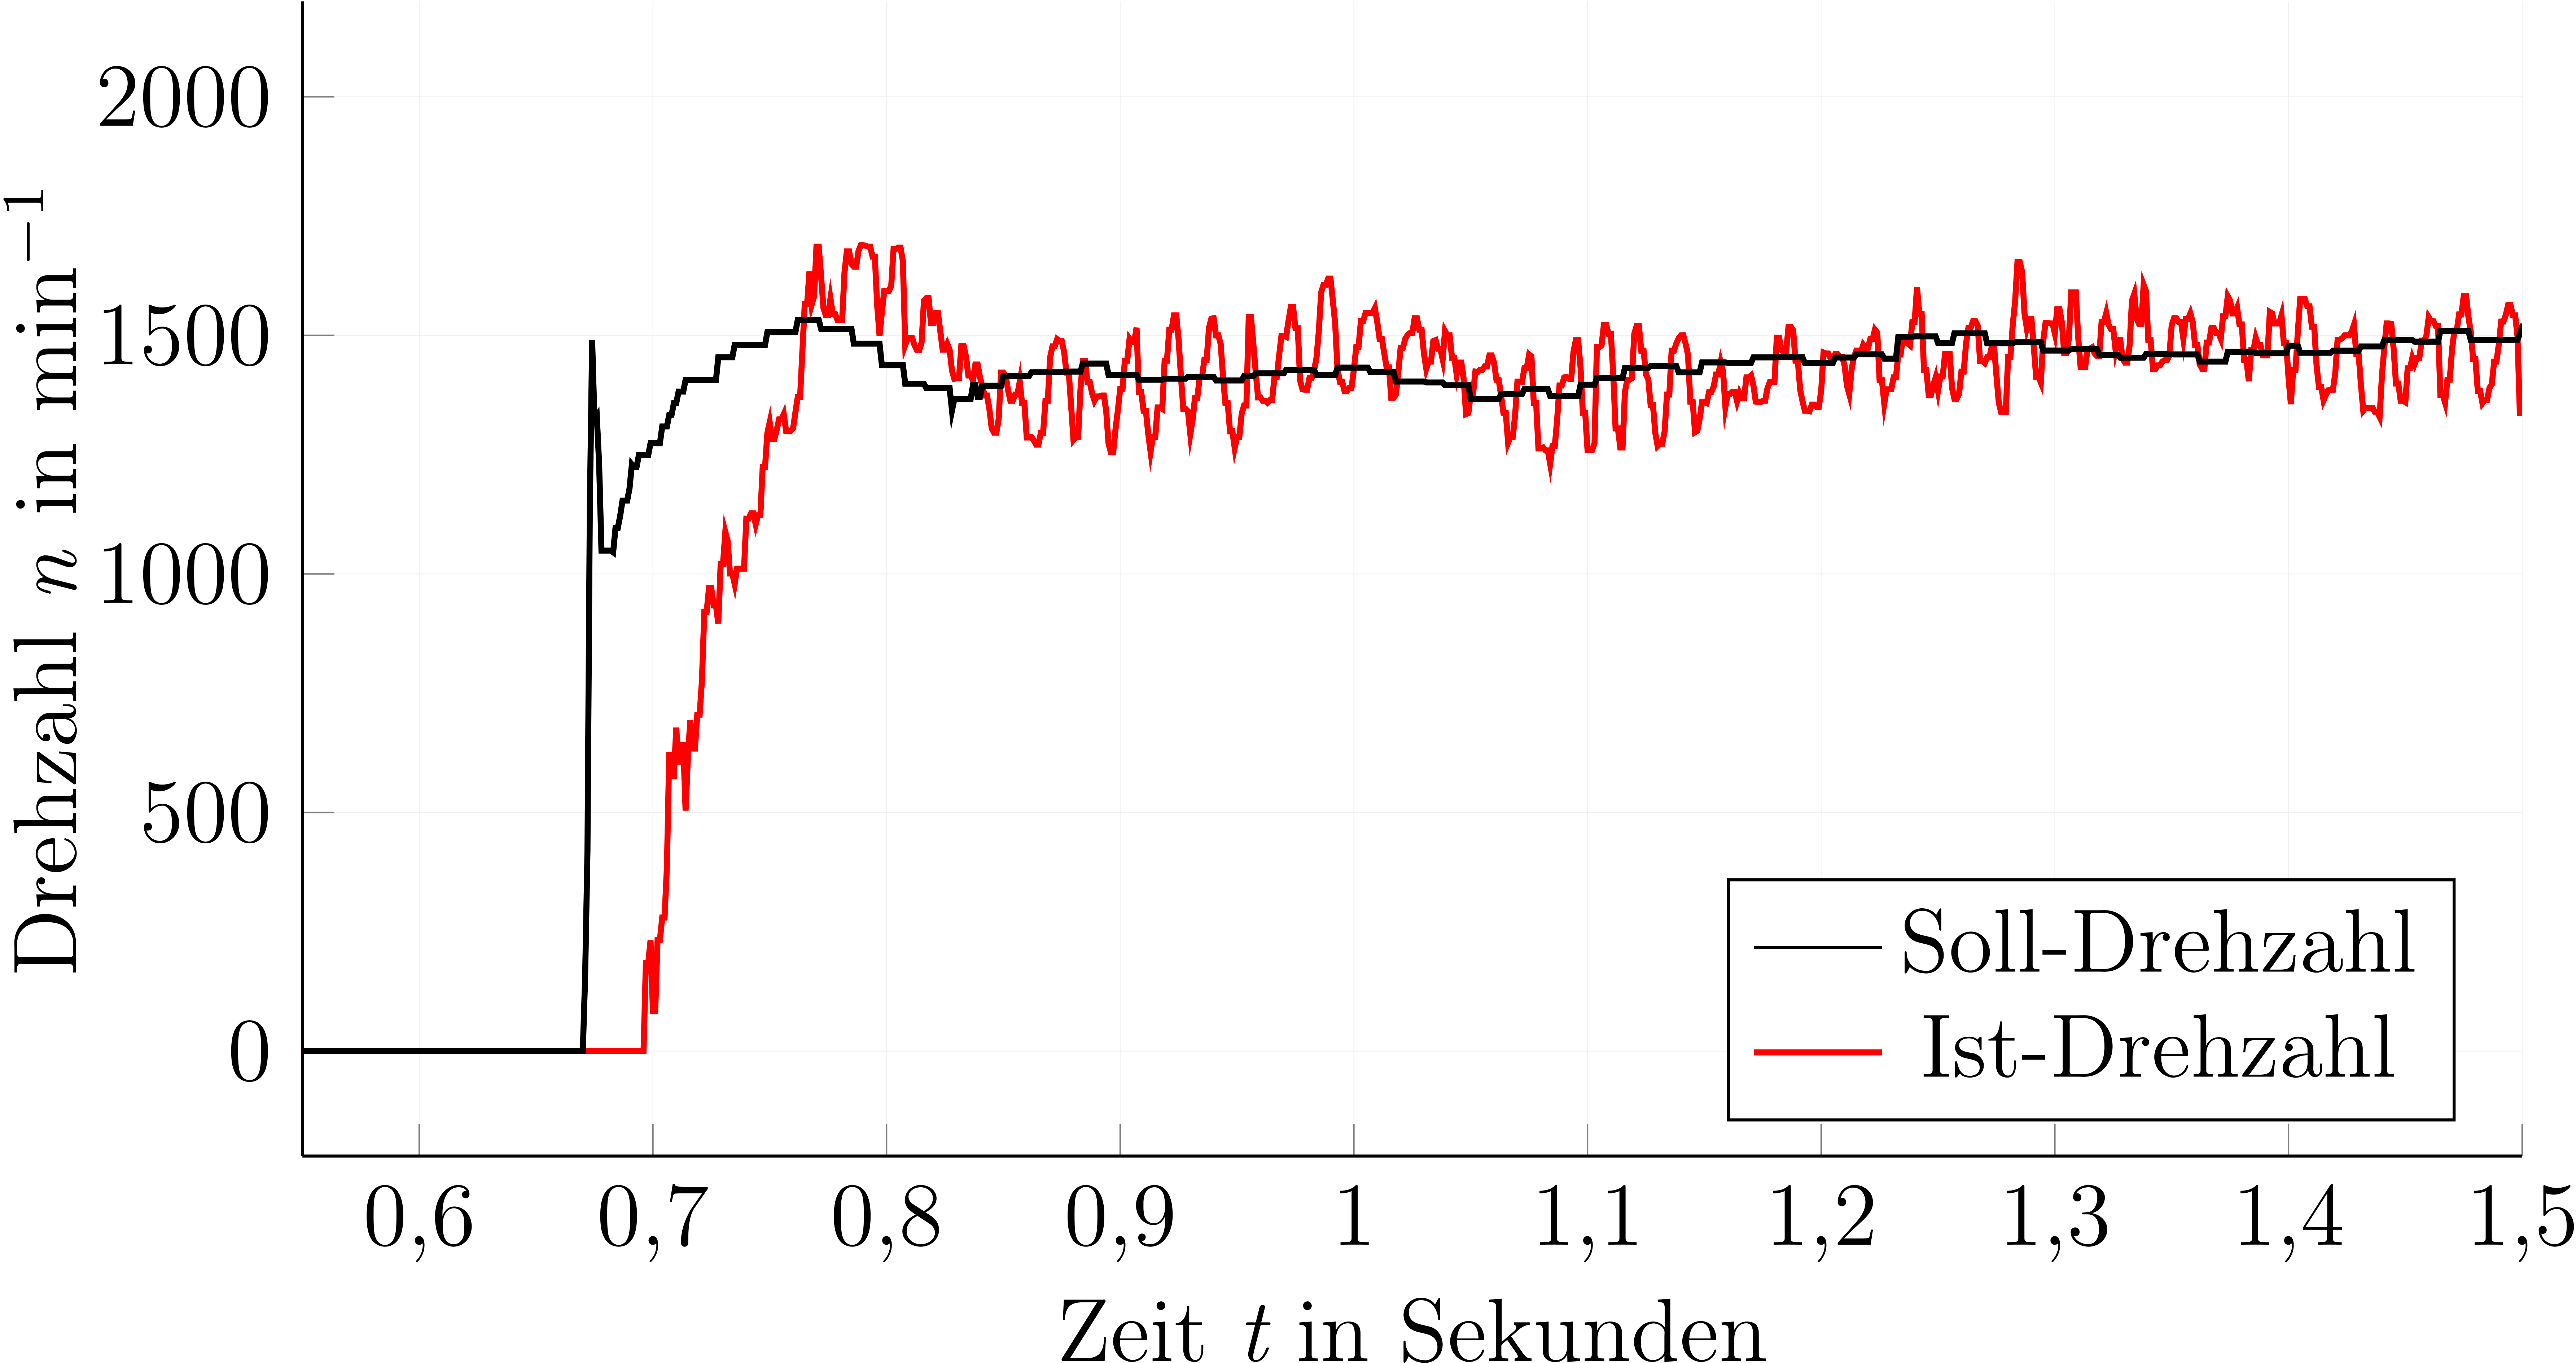 Drehzahl n in min⁻¹
2000
1500
1000
500
0
Soll-Drehzahl
Ist-Drehzahl
0,6 0,7 0,8 0,9 1 1,1 1,2 1,3 1,4 1,5
Zeit t in Sekunden